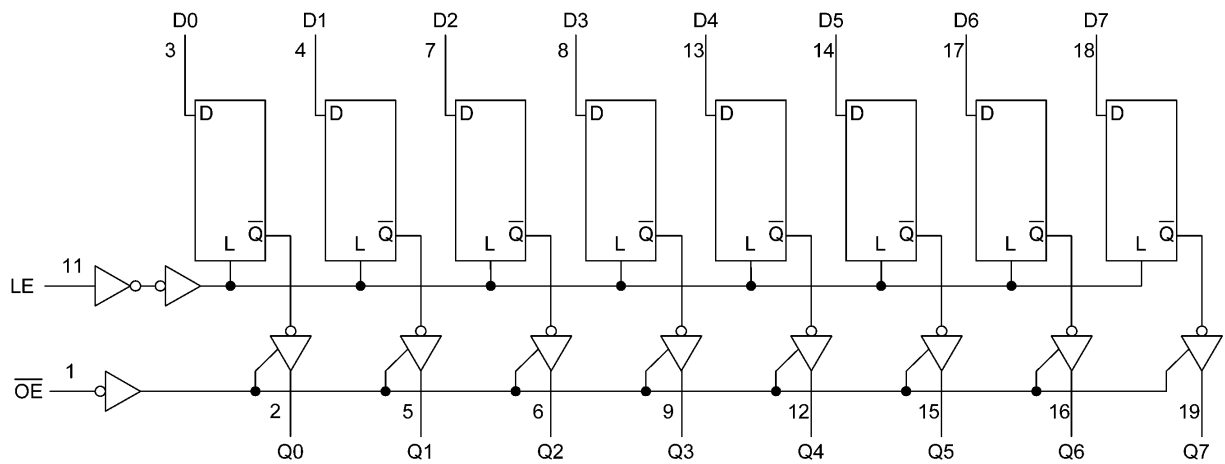 D0 D1 D2 D3 D4 D5 D6 D7
3 4 7 8 13 14 17 18
D D D D D D D D
Q̅ Q̅ Q̅ Q̅ Q̅ Q̅ Q̅ Q̅
L L L L L L L L
LE 11
O̅E̅ 1
2 5 6 9 12 15 16 19
Q0 Q1 Q2 Q3 Q4 Q5 Q6 Q7